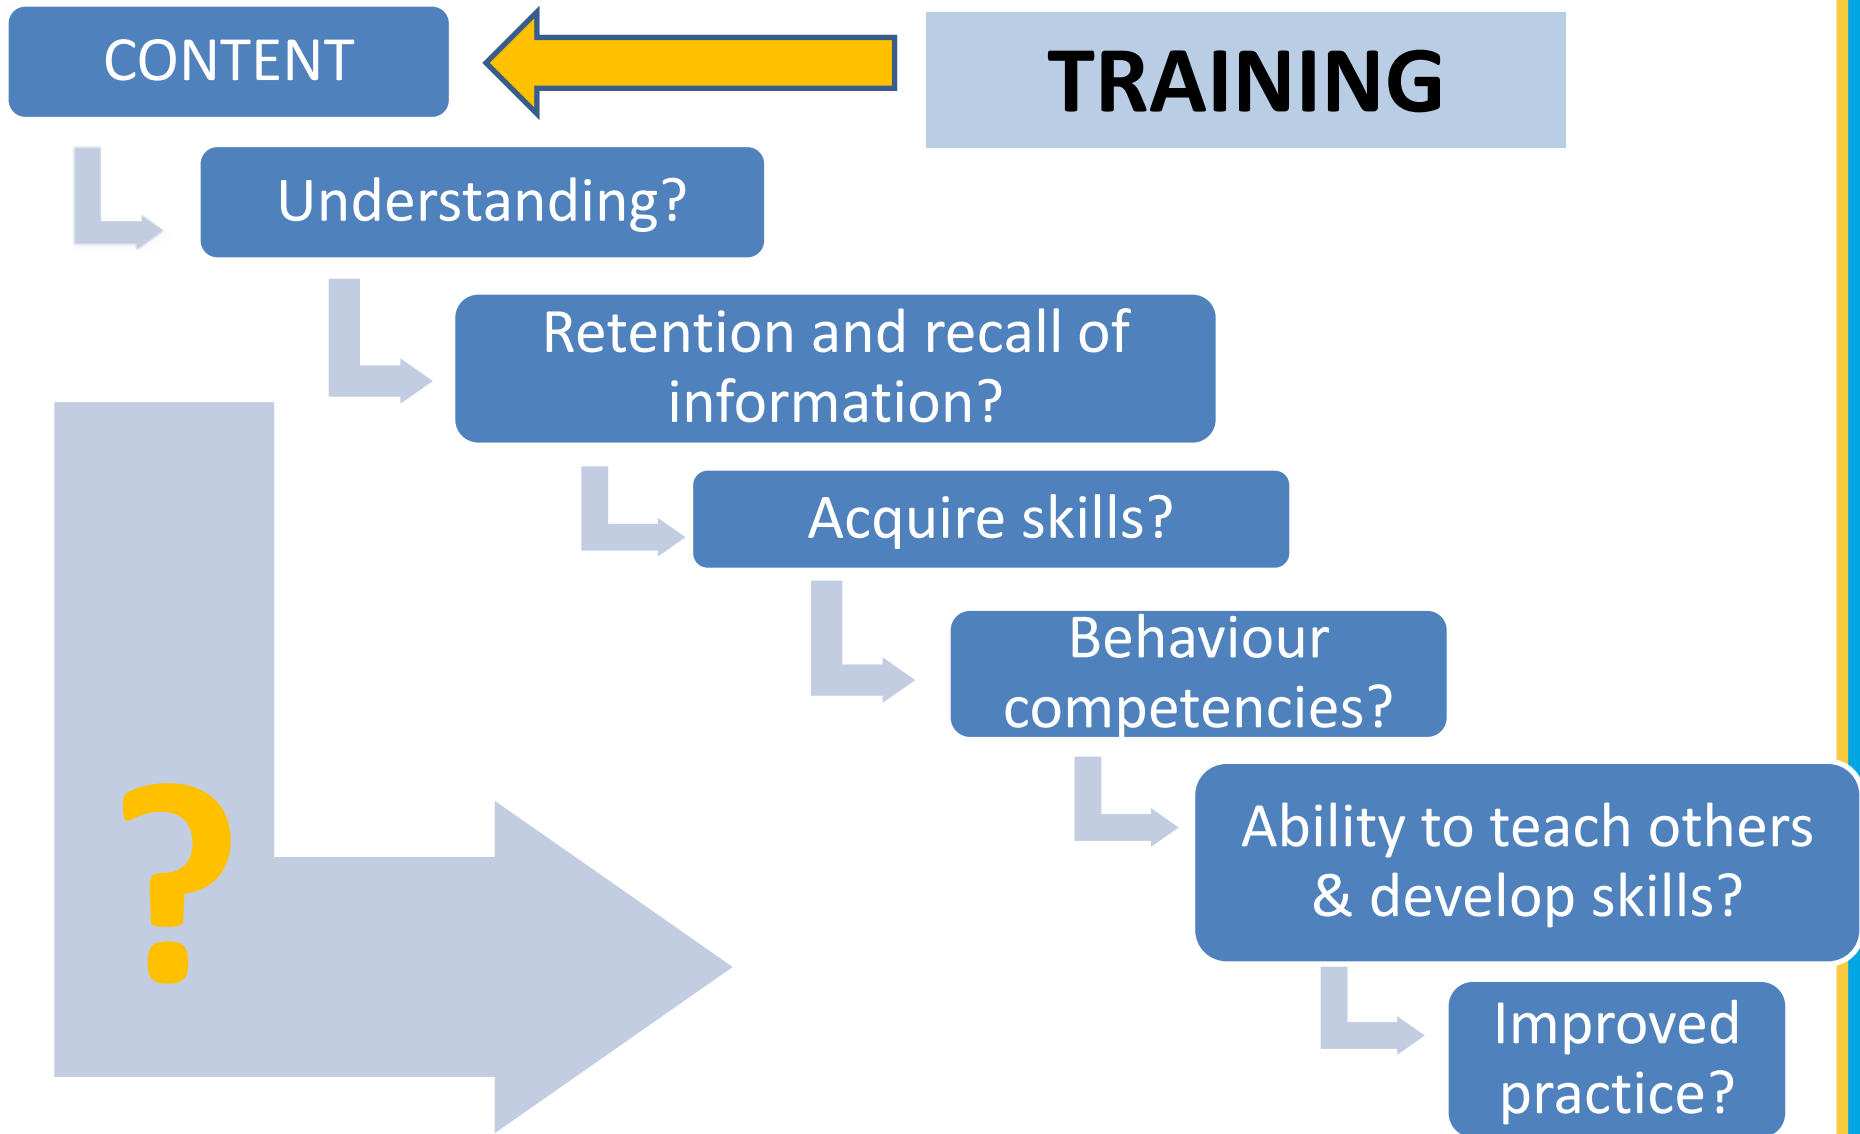 CONTENT
TRAINING
Understanding?
Retention and recall of
information?
Acquire skills?
Behaviour
competencies?
Ability to teach others
& develop skills?
?
Improved
practice?